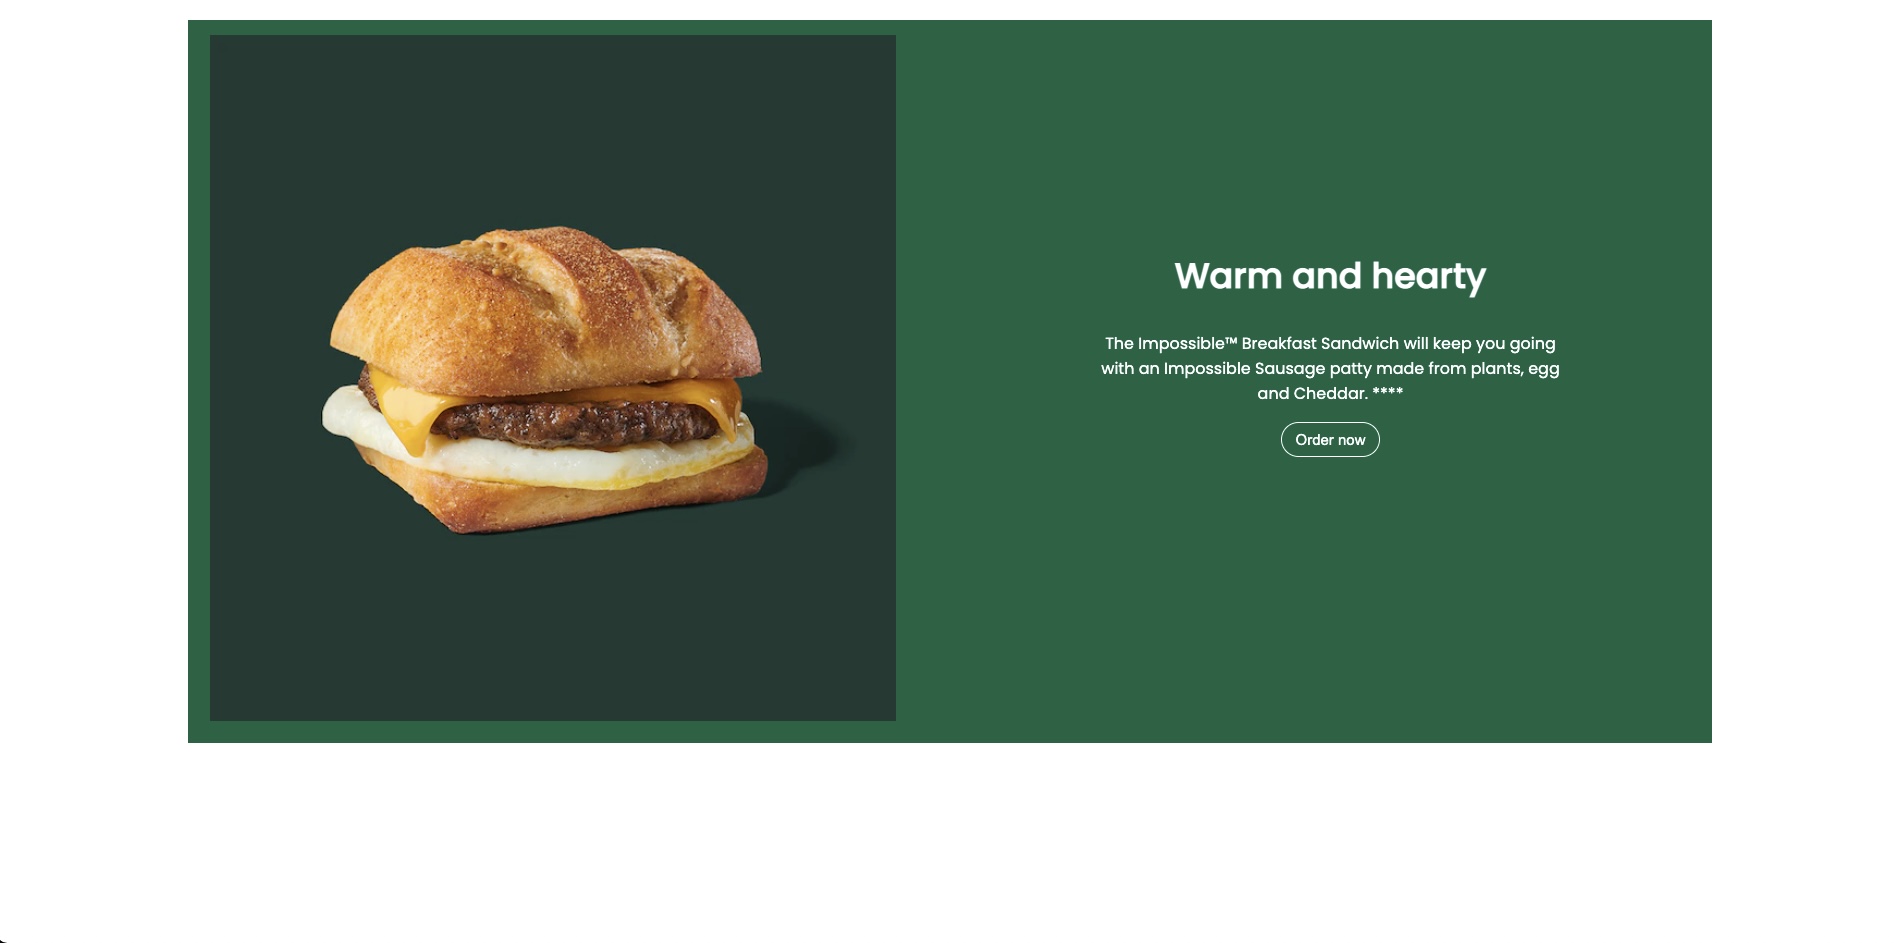 Warm and hearty
The Impossible™ Breakfast Sandwich will keep you going
with an Impossible Sausage patty made from plants, egg
and Cheddar. ****
Order now